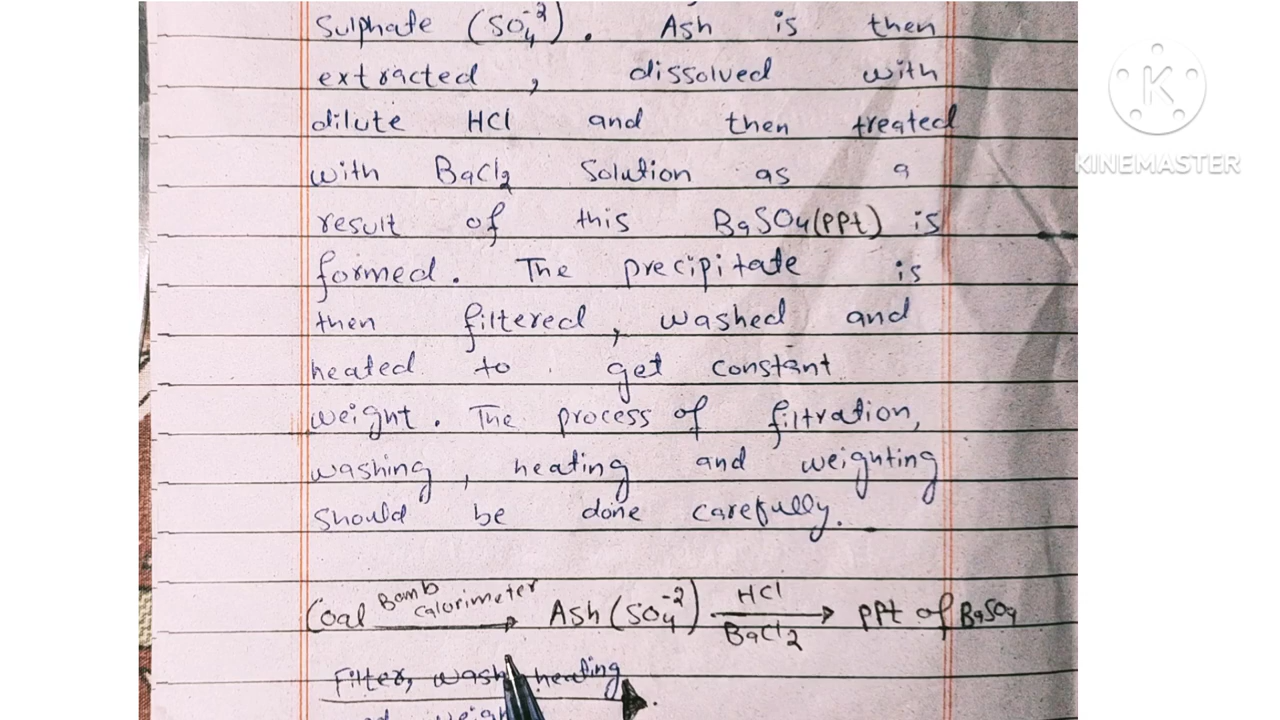 Sulphate (SO₄⁻²). Ash is then
extracted, dissolved with
dilute HCl and then treated
with BaCl₂ Solution as a
result of this BaSO₄(ppt) is
formed. The precipitate is
then filtered, washed and
heated to get constant
weight. The process of filtration,
washing, heating and weighting
should be done carefully.
Coal Bomb Calorimeter → Ash (SO₄⁻²) HCl BaCl₂ → ppt of BaSO₄
Filter, wash heating
K
KINEMASTER